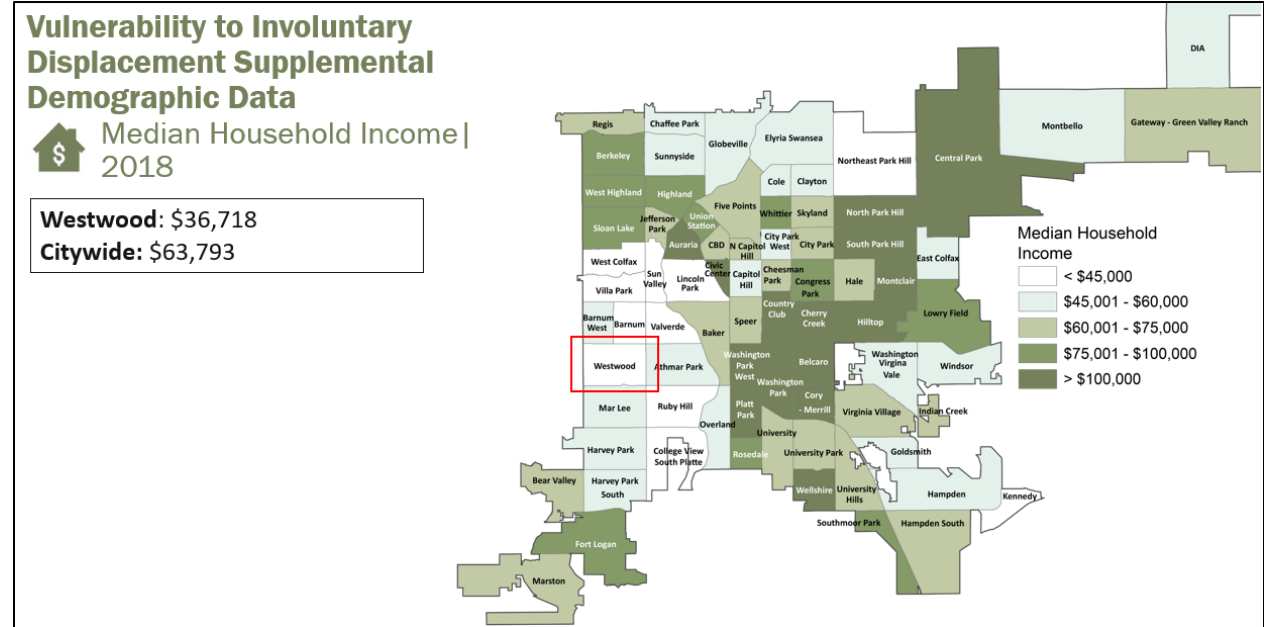 Vulnerability to Involuntary
Displacement Supplemental
Demographic Data
$
Median Household Income|
2018
Westwood: $36,718
Citywide: $63,793
DIA
Montbello
Gateway - Green Valley Ranch
Regis
Chaffee Park
Globeville
Elyria Swansea
Northeast Park Hill
Central Park
Berkeley
Sunnyside
Cole
Clayton
West Highland
Highland
Five Points
Whittier
Skyland
North Park Hill
Sloan Lake
Jefferson
Park
Union
Station
Auraria
CBD
N Capitol
Hill
City Park
West
City Park
South Park Hill
East Colfax
West Colfax
Sun
Valley
Lincoln
Park
Civic
Center
Capitol
Hill
Cheesman
Park
Congress
Park
Hale
Montclair
Villa Park
Barnum
West
Barnum
Valverde
Baker
Speer
Country
Club
Cherry
Creek
Hilltop
Lowry Field
Westwood
Athmar Park
Washington
Park
West
Washington
Park
Belcaro
Washington
Virgina
Vale
Windsor
Mar Lee
Ruby Hill
Overland
Platt
Park
Cory
- Merrill
Virginia Village
Indian Creek
Harvey Park
College View
South Platte
Rosedale
University
University Park
Goldsmith
Bear Valley
Harvey Park
South
Wellshire
University
Hills
Hampden
Kennedy
Fort Logan
Southmoor Park
Hampden South
Marston
Median Household
Income
< $45,000
$45,001 - $60,000
$60,001 - $75,000
$75,001 - $100,000
> $100,000